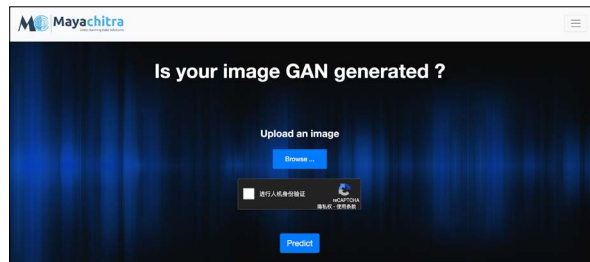 Mayachitra
Deep learning data solutions
Is your image GAN generated ?
Upload an image
Browse ...
进行人机身份验证
reCAPTCHA
隐私权 - 使用条款
Predict